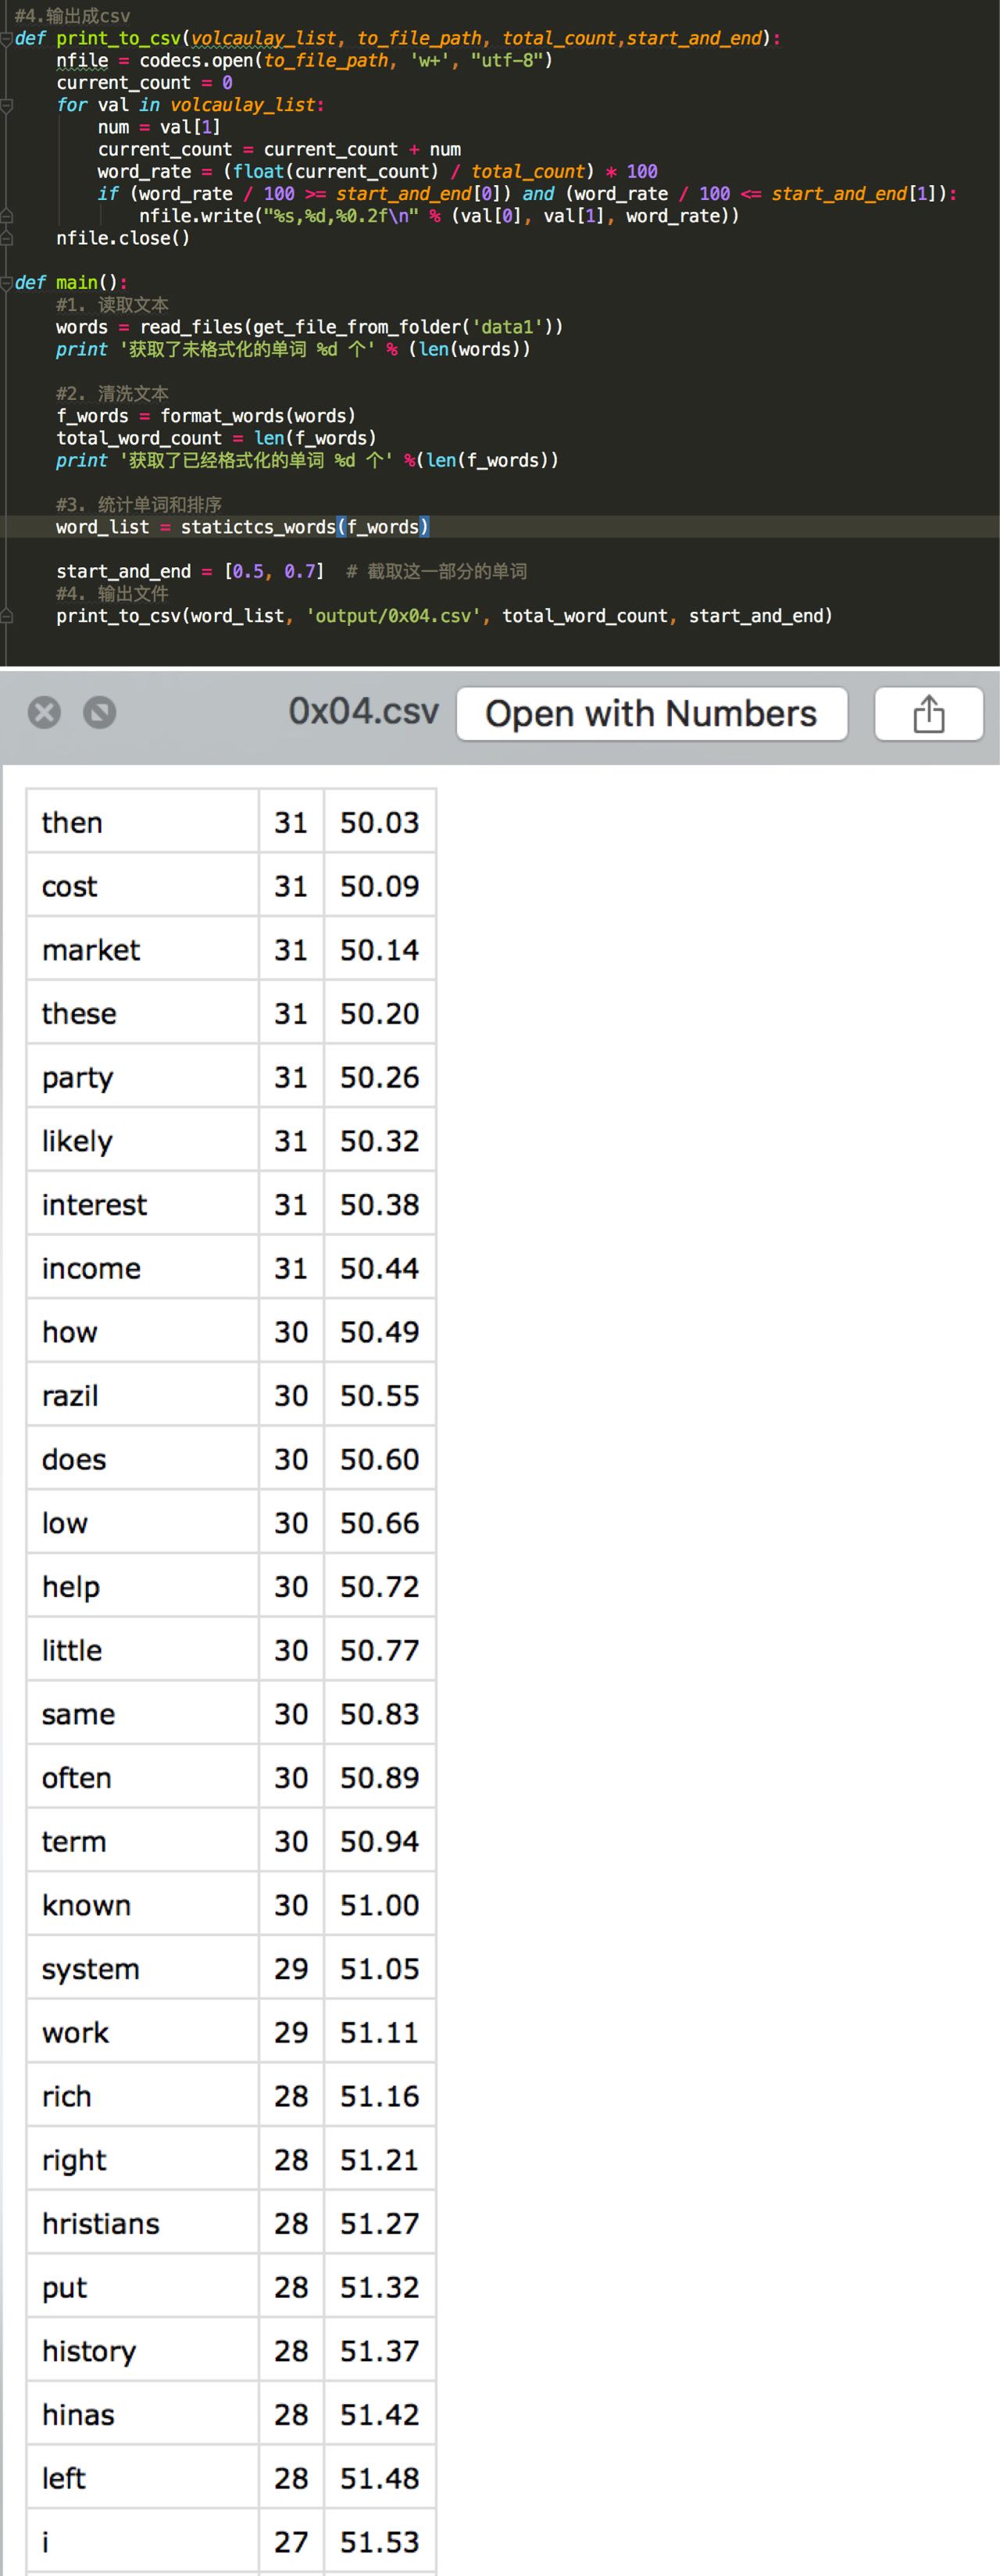 #4.输出成csv
def print_to_csv(volcaulay_list, to_file_path, total_count,start_and_end):
nfile = codecs.open(to_file_path, 'w+', "utf-8")
current_count = 0
for val in volcaulay_list:
num = val[1]
current_count = current_count + num
word_rate = (float(current_count) / total_count) * 100
if (word_rate / 100 >= start_and_end[0]) and (word_rate / 100 <= start_and_end[1]):
nfile.write("%s,%d,%0.2f\n" % (val[0], val[1], word_rate))
nfile.close()
def main():
#1. 读取文本
words = read_files(get_file_from_folder('data1'))
print '获取了未格式化的单词 %d 个' % (len(words))
#2. 清洗文本
f_words = format_words(words)
total_word_count = len(f_words)
print '获取了已经格式化的单词 %d 个' %(len(f_words))
#3. 统计单词和排序
word_list = statictcs_words(f_words)
start_and_end = [0.5, 0.7] # 截取这一部分的单词
#4. 输出文件
print_to_csv(word_list, 'output/0x04.csv', total_word_count, start_and_end)
0x04.csv Open with Numbers
then 31 50.03
cost 31 50.09
market 31 50.14
these 31 50.20
party 31 50.26
likely 31 50.32
interest 31 50.38
income 31 50.44
how 30 50.49
razil 30 50.55
does 30 50.60
low 30 50.66
help 30 50.72
little 30 50.77
same 30 50.83
often 30 50.89
term 30 50.94
known 30 51.00
system 29 51.05
work 29 51.11
rich 28 51.16
right 28 51.21
hristians 28 51.27
put 28 51.32
history 28 51.37
hinas 28 51.42
left 28 51.48
i 27 51.53